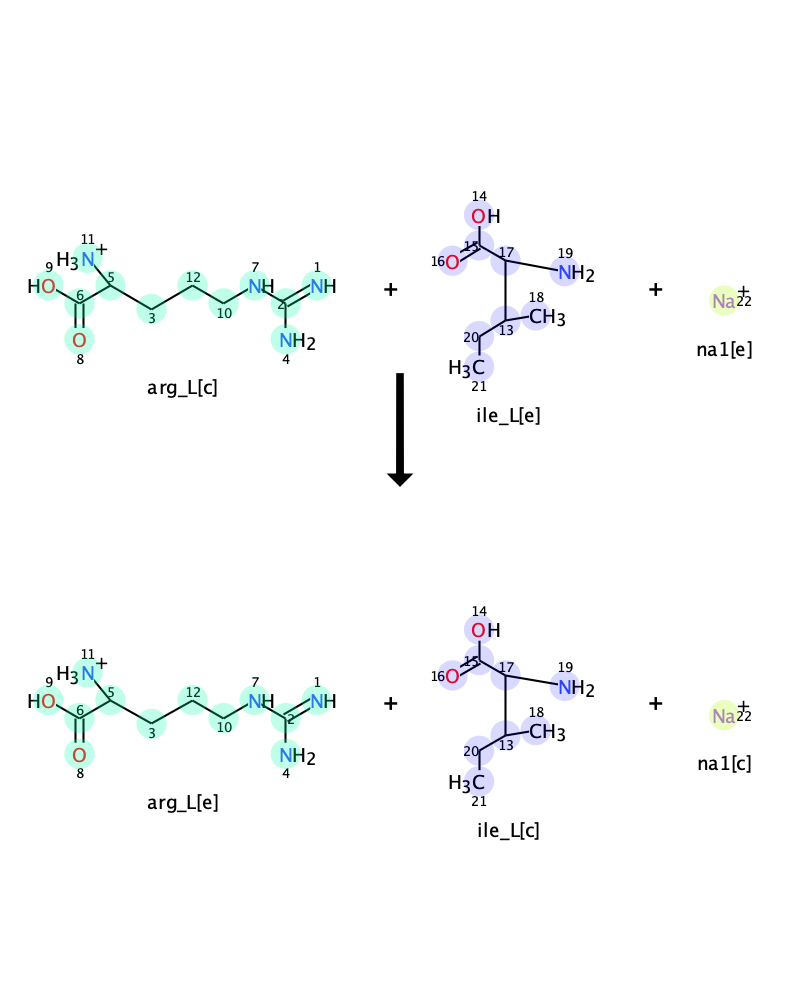 14
OH
11
H3N+
9
HO
5
12
7
NH
1
NH
6
3
10
2
8
O
4
NH2
+
15
16
O
17
19
NH2
18
CH3
13
20
H3C
21
+
Na+
22
arg_L[c]
ile_L[e]
na1[e]
14
OH
11
H3N+
9
HO
5
12
7
NH
1
NH
6
3
10
2
8
O
4
NH2
+
15
16
O
17
19
NH2
18
CH3
13
20
H3C
21
+
Na+
22
arg_L[e]
ile_L[c]
na1[c]